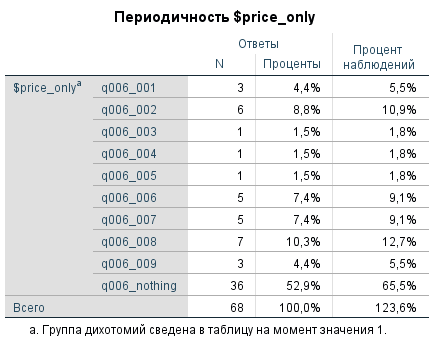 Периодичность $price_only
Ответы
Процент наблюдений
N Проценты
$price_onlyª q006_001 3 4,4% 5,5%
q006_002 6 8,8% 10,9%
q006_003 1 1,5% 1,8%
q006_004 1 1,5% 1,8%
q006_005 1 1,5% 1,8%
q006_006 5 7,4% 9,1%
q006_007 5 7,4% 9,1%
q006_008 7 10,3% 12,7%
q006_009 3 4,4% 5,5%
q006_nothing 36 52,9% 65,5%
Всего 68 100,0% 123,6%
a. Группа дихотомий сведена в таблицу на момент значения 1.